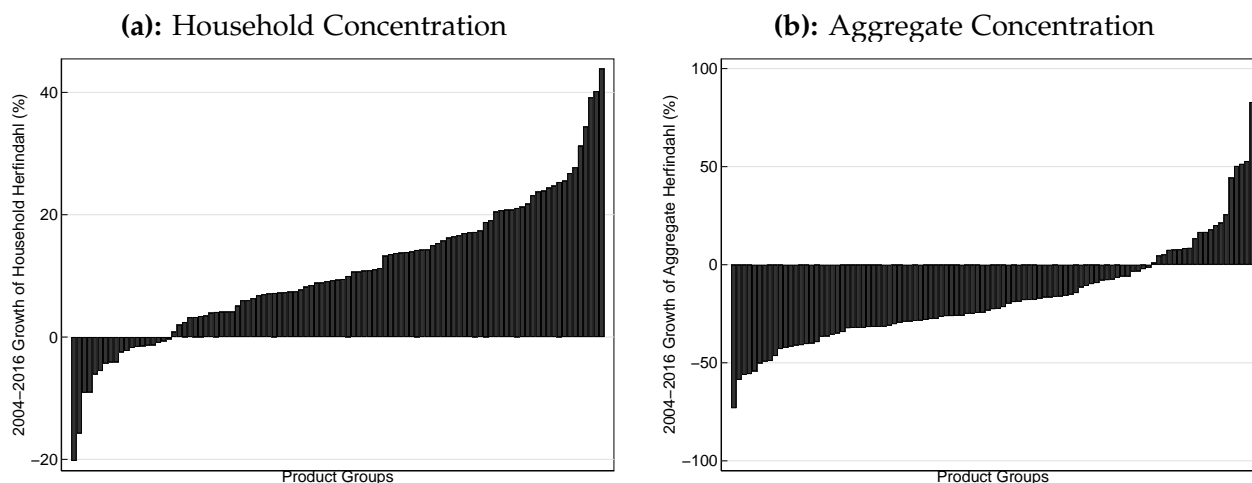 (a): Household Concentration
2004−2016 Growth of Household Herfindahl (%)
40
20
0
−20
Product Groups
(b): Aggregate Concentration
2004−2016 Growth of Aggregate Herfindahl (%)
100
50
0
−50
−100
Product Groups